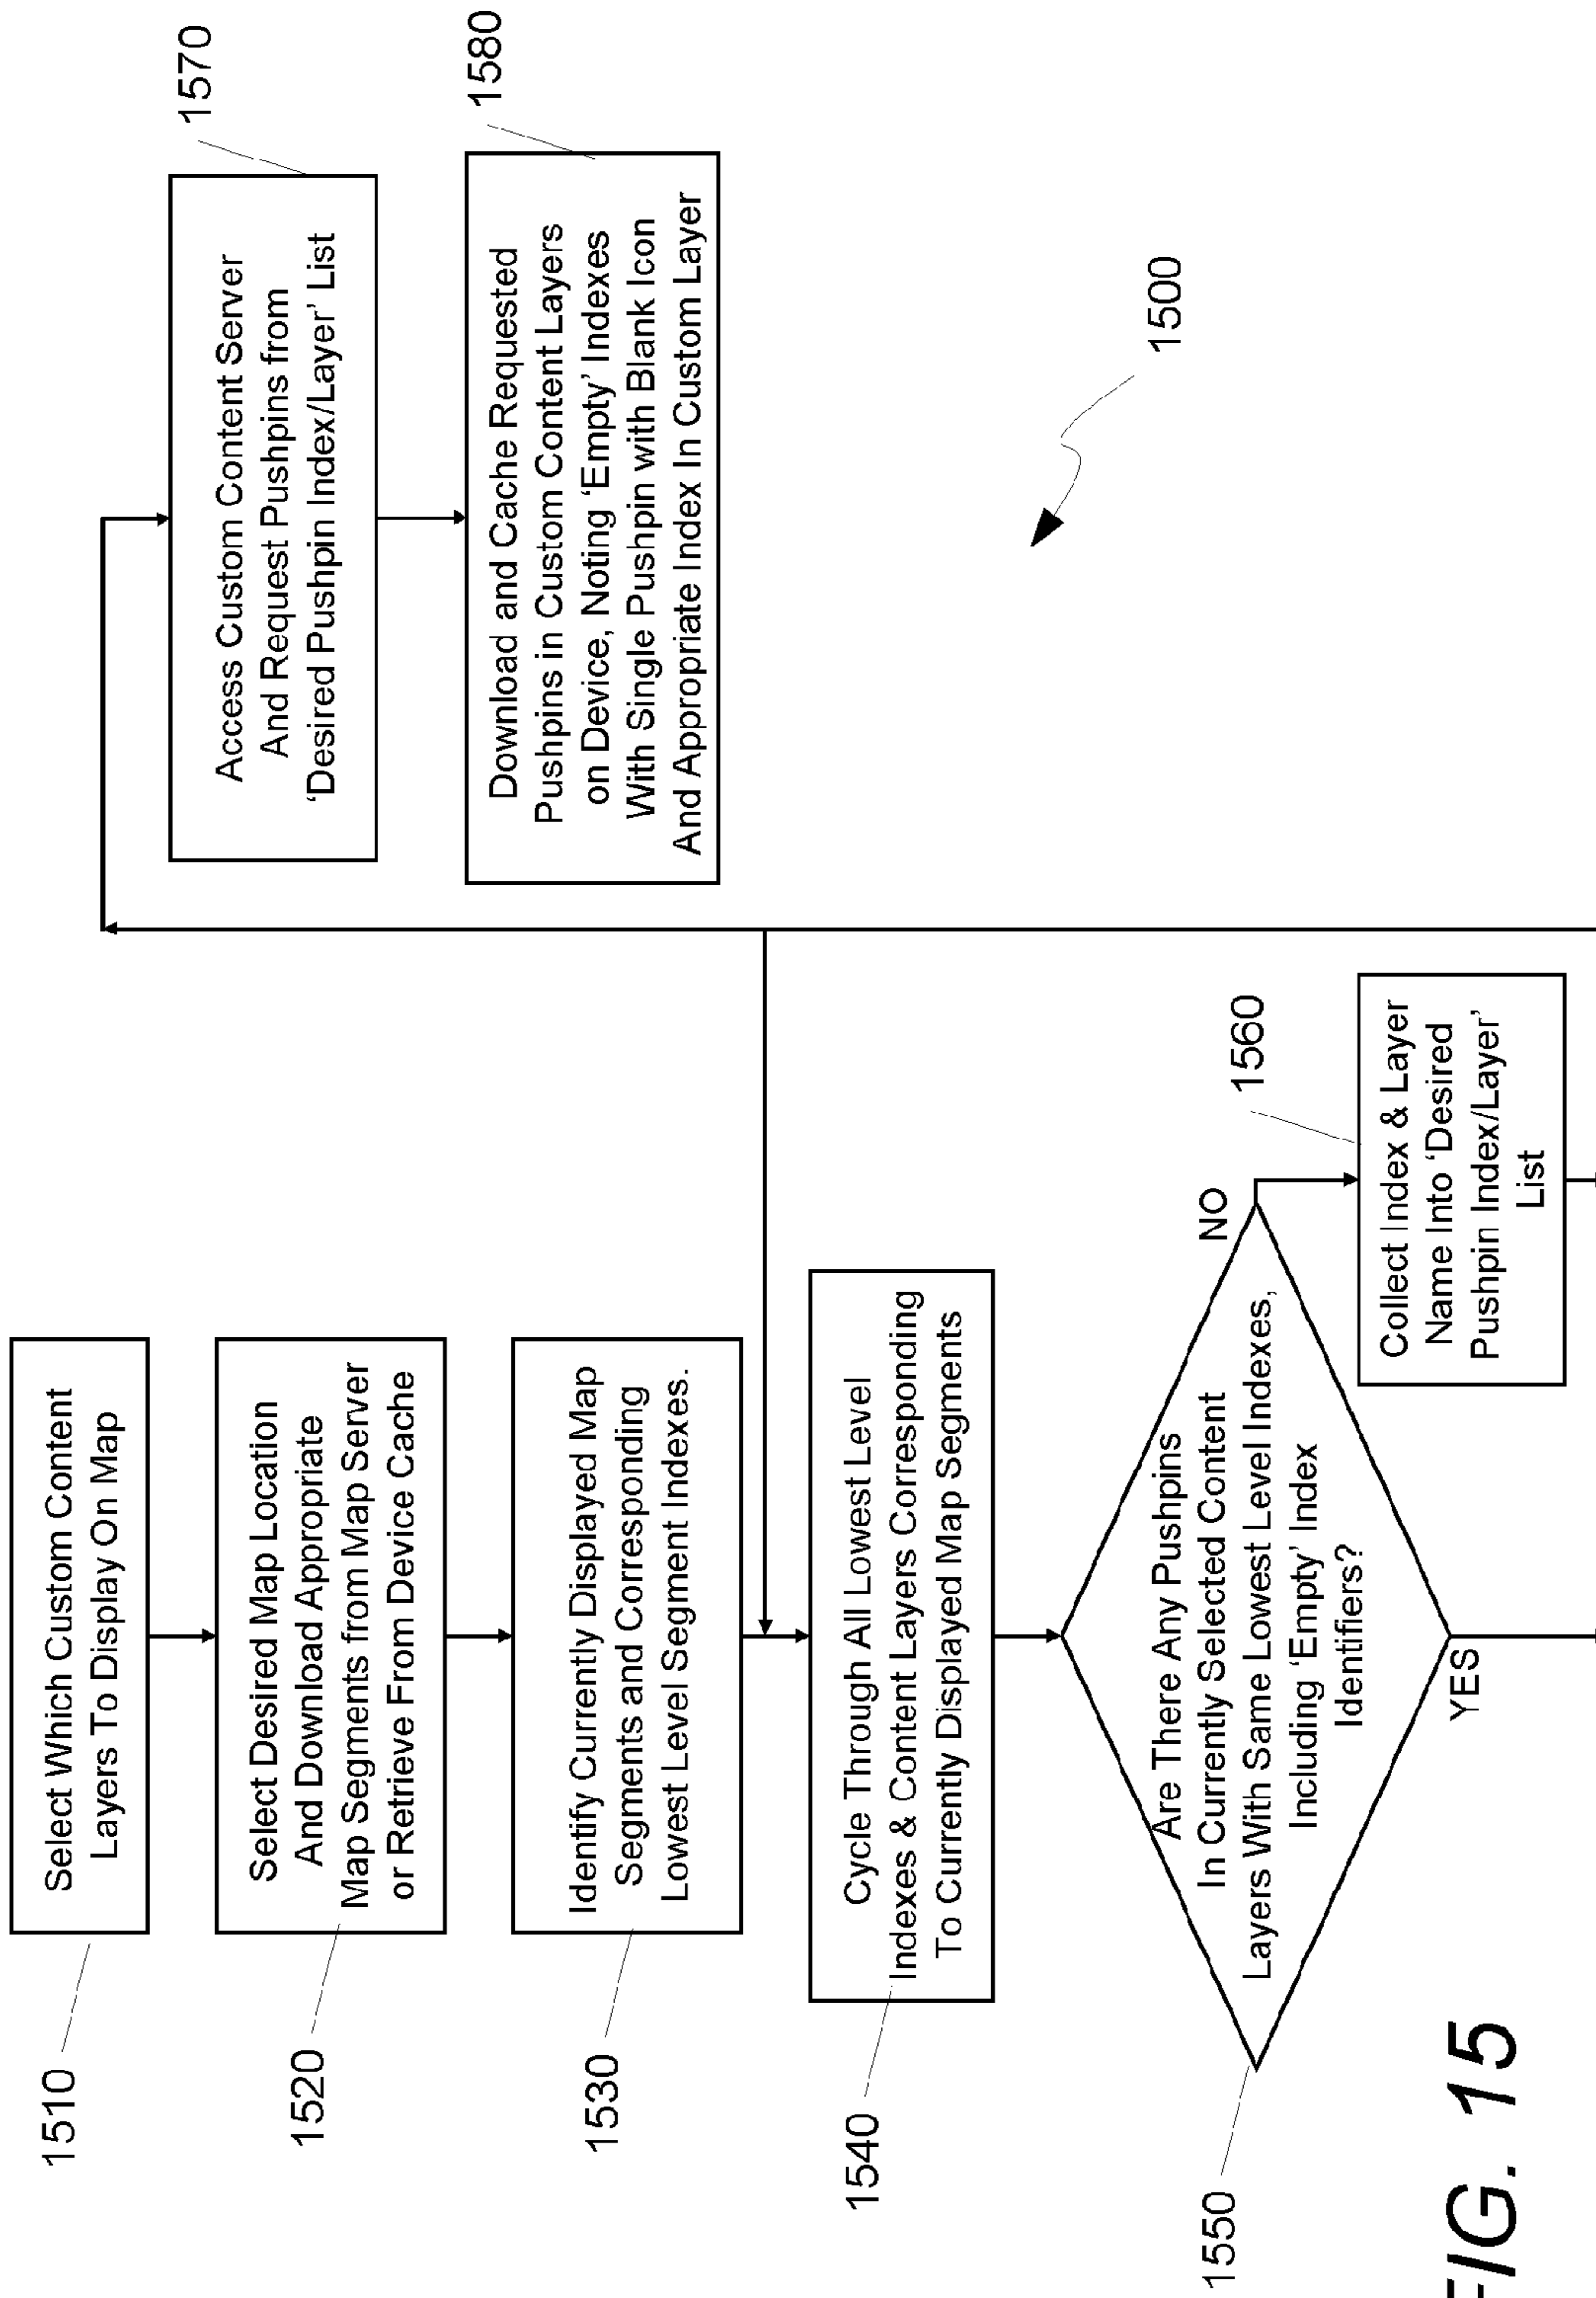 1510
Select Which Custom Content
Layers To Display On Map
1520
Select Desired Map Location
And Download Appropriate
Map Segments from Map Server
or Retrieve From Device Cache
1530
Identify Currently Displayed Map
Segments and Corresponding
Lowest Level Segment Indexes.
1540
Cycle Through All Lowest Level
Indexes & Content Layers Corresponding
To Currently Displayed Map Segments
1550
Are There Any Pushpins
In Currently Selected Content
Layers With Same Lowest Level Indexes,
Including ‘Empty’ Index
Identifiers?
NO
YES
1560
Collect Index & Layer
Name Into ‘Desired
Pushpin Index/Layer’
List
1570
Access Custom Content Server
And Request Pushpins from
‘Desired Pushpin Index/Layer’ List
1580
Download and Cache Requested
Pushpins in Custom Content Layers
on Device, Noting ‘Empty’ Indexes
With Single Pushpin with Blank Icon
And Appropriate Index In Custom Layer
1500
FIG. 15